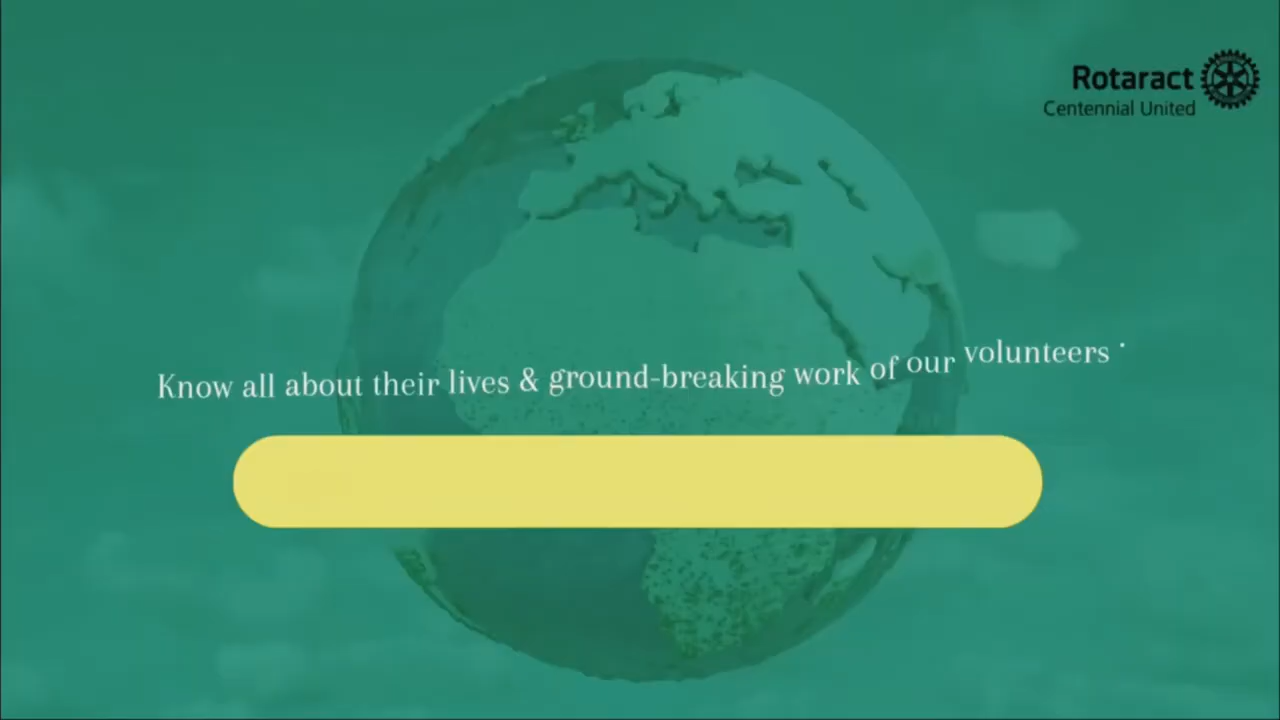 Rotaract
Centennial United
Know all about their lives & ground-breaking work of our volunteers